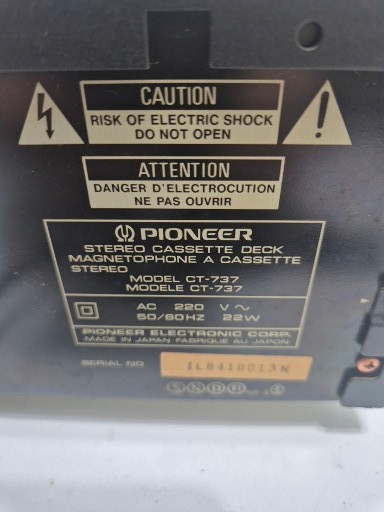 CAUTION
RISK OF ELECTRIC SHOCK
DO NOT OPEN
ATTENTION
DANGER D'ELECTROCUTION
NE PAS OUVRIR
PIONEER
STEREO CASSETTE DECK
MAGNETOPHONE A CASSETTE
STEREO
MODEL CT-737
MODELE CT-737
AC 220 V~
50/60HZ 22W
PIONEER ELECTRONIC CORP.
MADE IN JAPAN FABRIQUE AU JAPON
SERIAL NO
S N D F